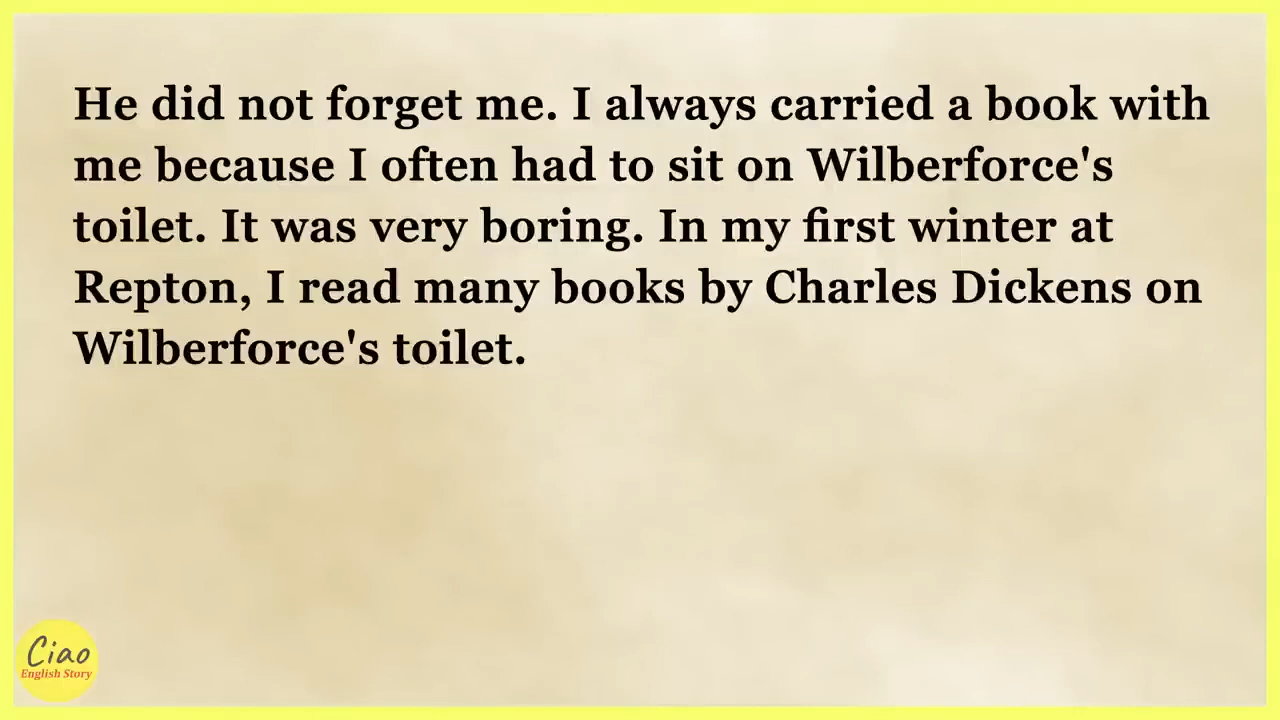 He did not forget me. I always carried a book with
me because I often had to sit on Wilberforce's
toilet. It was very boring. In my first winter at
Repton, I read many books by Charles Dickens on
Wilberforce's toilet.
Ciao
English Story